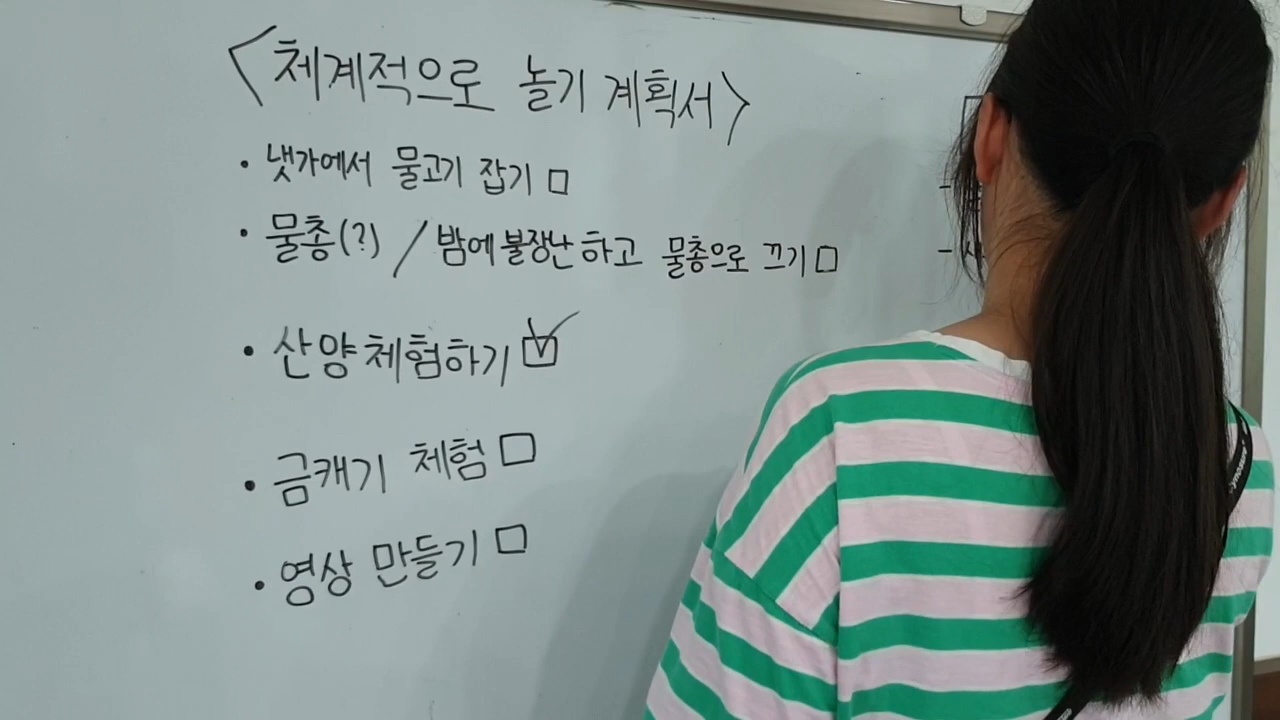 <체계적으로 놀기 계획서>
• 냇가에서 물고기 잡기 □
• 물총(?) / 밤에 불장난 하고 물총으로 끄기 □
• 산양 체험하기 ☑
• 금캐기 체험 □
• 영상 만들기 □